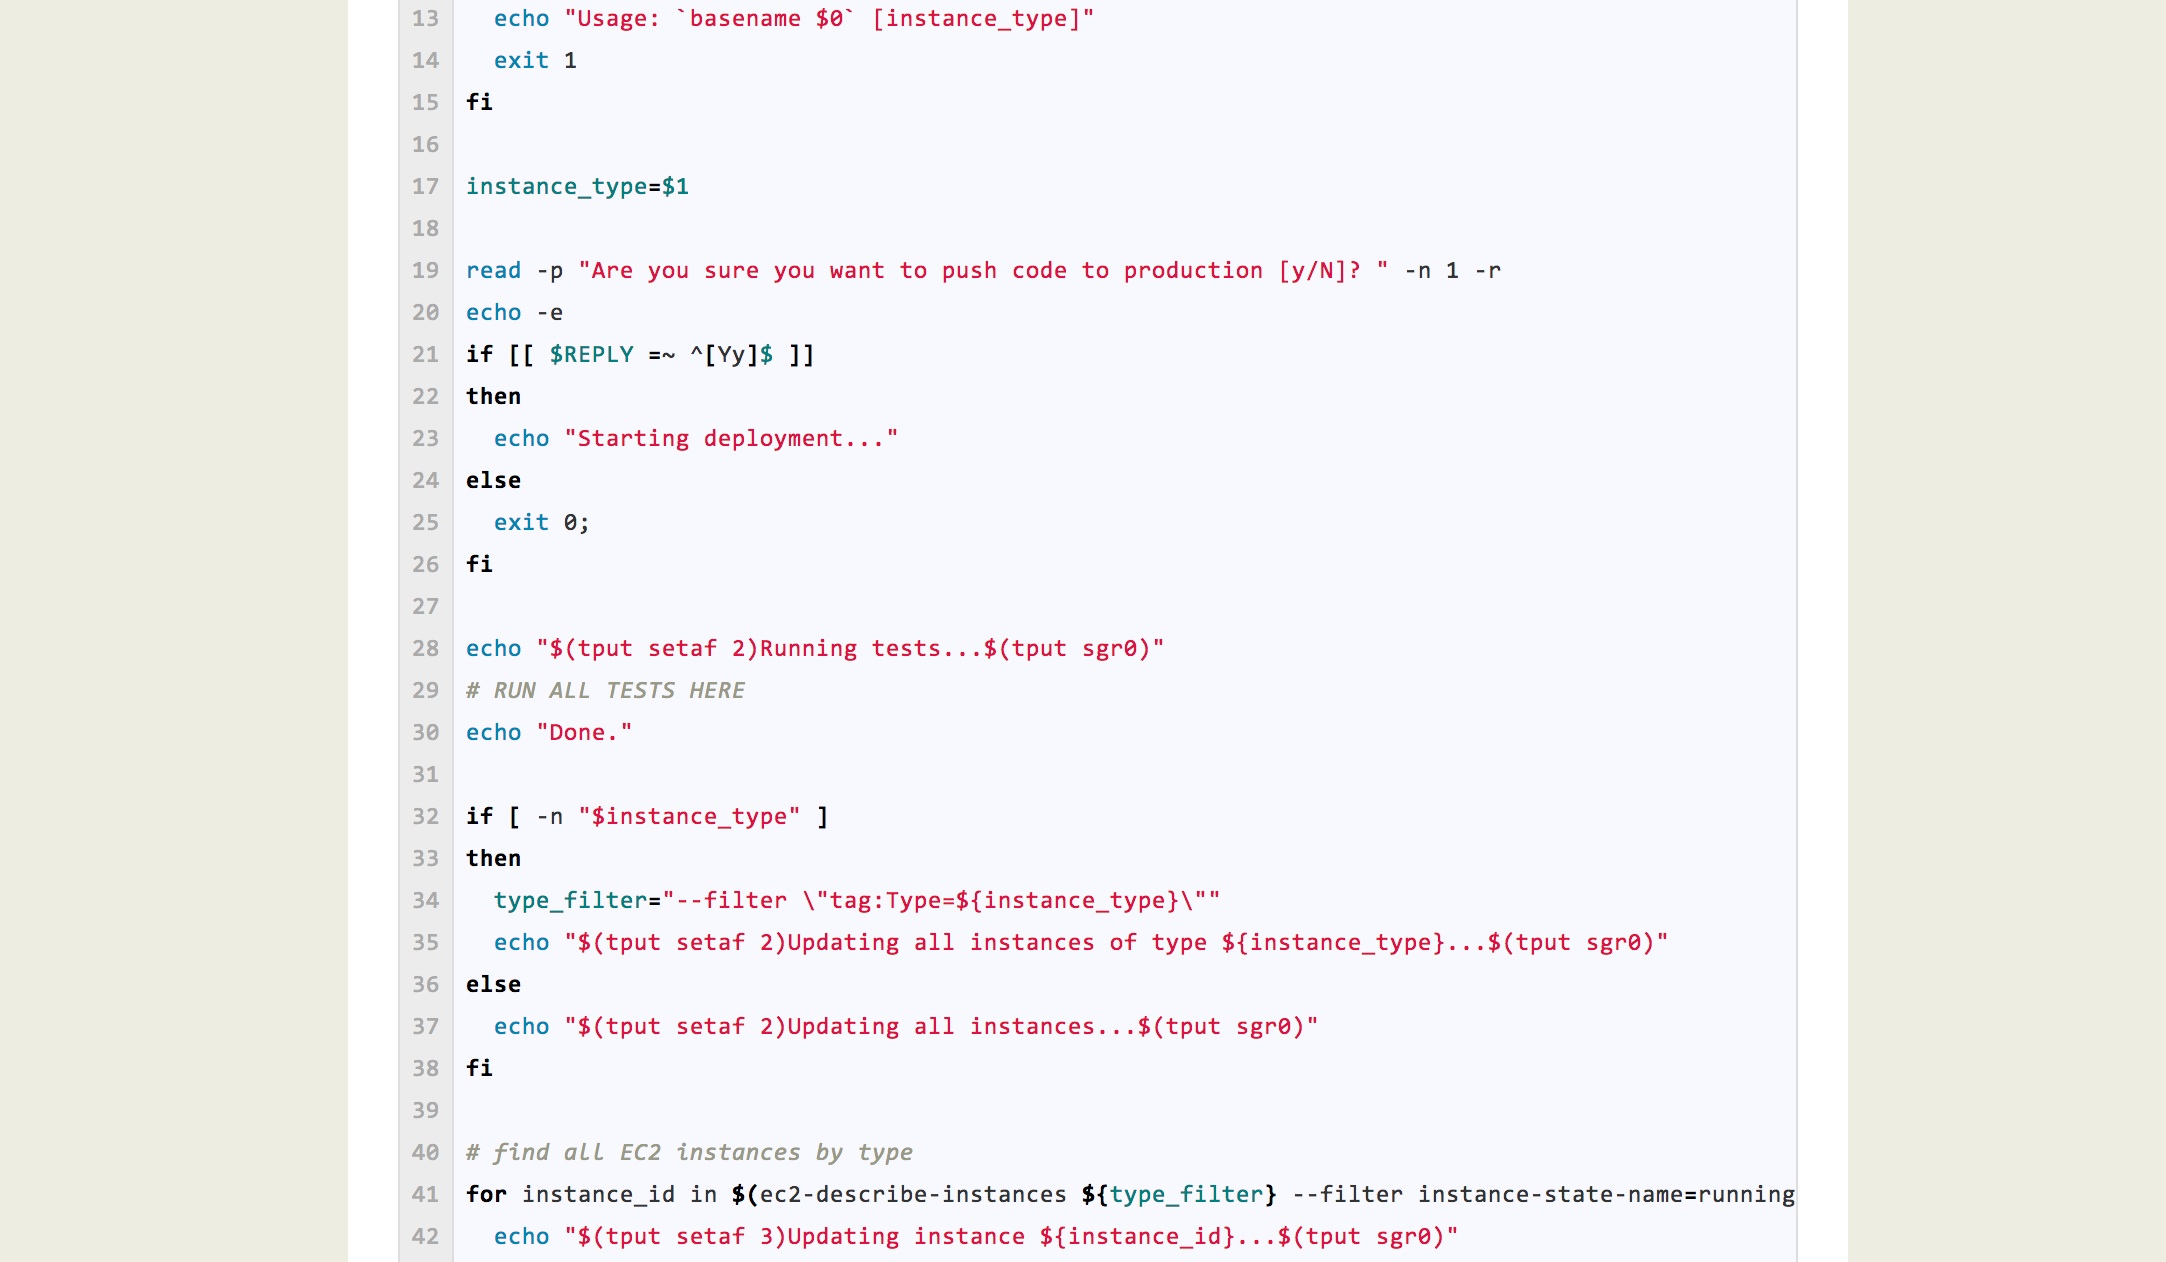 13 echo "Usage: `basename $0` [instance_type]"
14 exit 1
15 fi
16
17 instance_type=$1
18
19 read -p "Are you sure you want to push code to production [y/N]? " -n 1 -r
20 echo -e
21 if [[ $REPLY =~ ^[Yy]$ ]]
22 then
23 echo "Starting deployment..."
24 else
25 exit 0;
26 fi
27
28 echo "$(tput setaf 2)Running tests...$(tput sgr0)"
29 # RUN ALL TESTS HERE
30 echo "Done."
31
32 if [ -n "$instance_type" ]
33 then
34 type_filter="--filter \"tag:Type=${instance_type}\""
35 echo "$(tput setaf 2)Updating all instances of type ${instance_type}...$(tput sgr0)"
36 else
37 echo "$(tput setaf 2)Updating all instances...$(tput sgr0)"
38 fi
39
40 # find all EC2 instances by type
41 for instance_id in $(ec2-describe-instances ${type_filter} --filter instance-state-name=running
42 echo "$(tput setaf 3)Updating instance ${instance_id}...$(tput sgr0)"